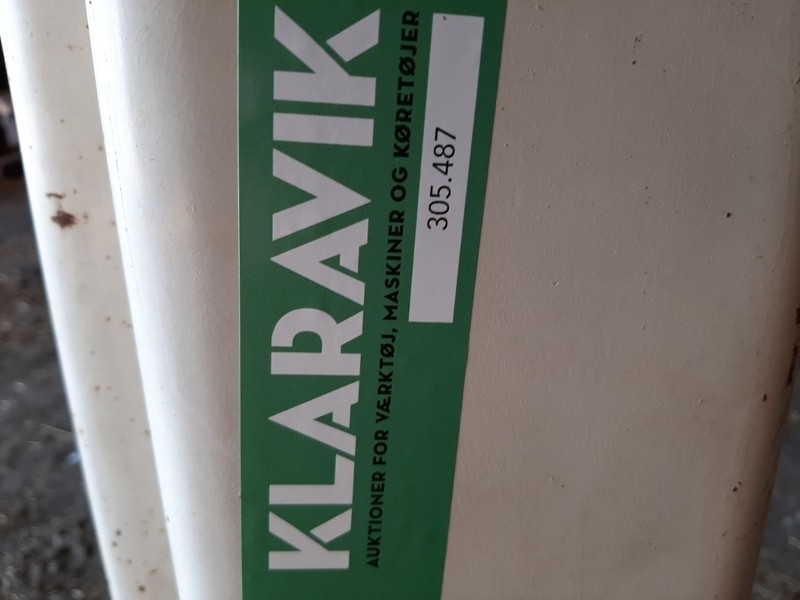 KLARAVIK
AUKTIONER FOR VÆRKTØJ, MASKINER OG KØRETØJER
305.487